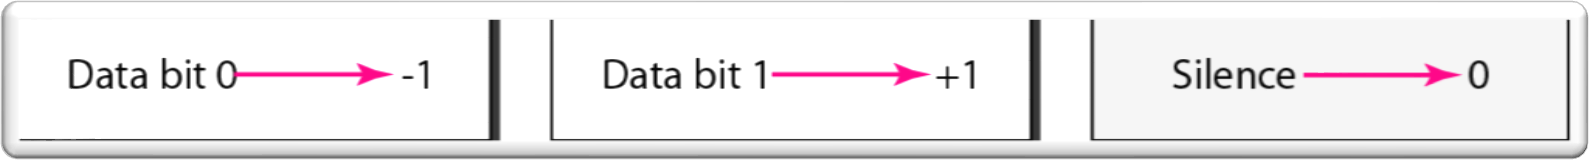 Data bit 0 -1
Data bit 1 +1
Silence 0